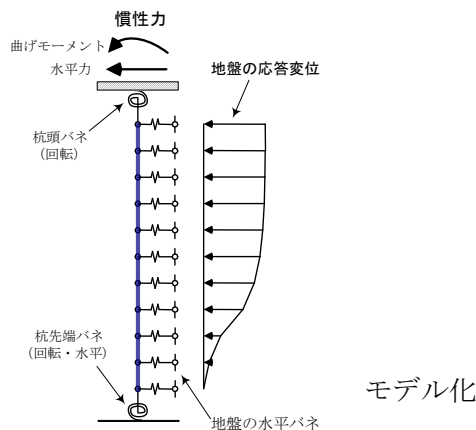 慣性力
曲げモーメント
水平力
地盤の応答変位
杭頭バネ
(回転)
杭先端バネ
(回転・水平)
地盤の水平バネ
モデル化